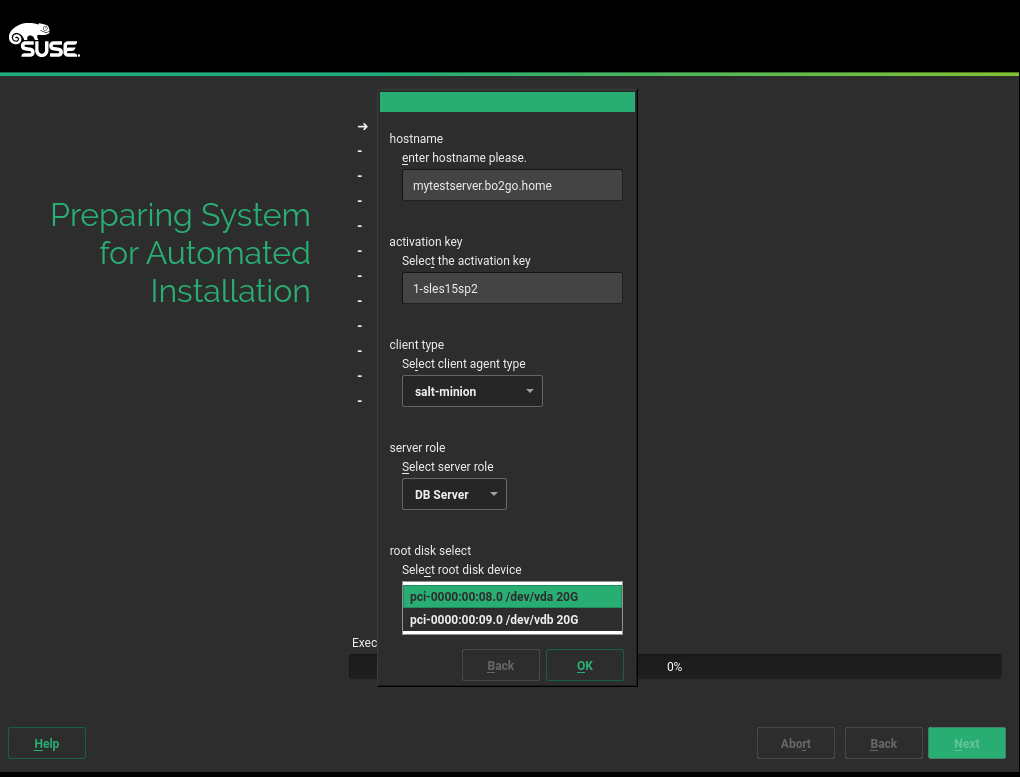 SUSE
Preparing System
for Automated
Installation
hostname
enter hostname please.
mytestserver.bo2go.home
activation key
Select the activation key
1-sles15sp2
client type
Select client agent type
salt-minion
server role
Select server role
DB Server
root disk select
Select root disk device
pci-0000:00:08.0 /dev/vda 20G
pci-0000:00:09.0 /dev/vdb 20G
Exec
Back
OK
0%
Help
Abort
Back
Next